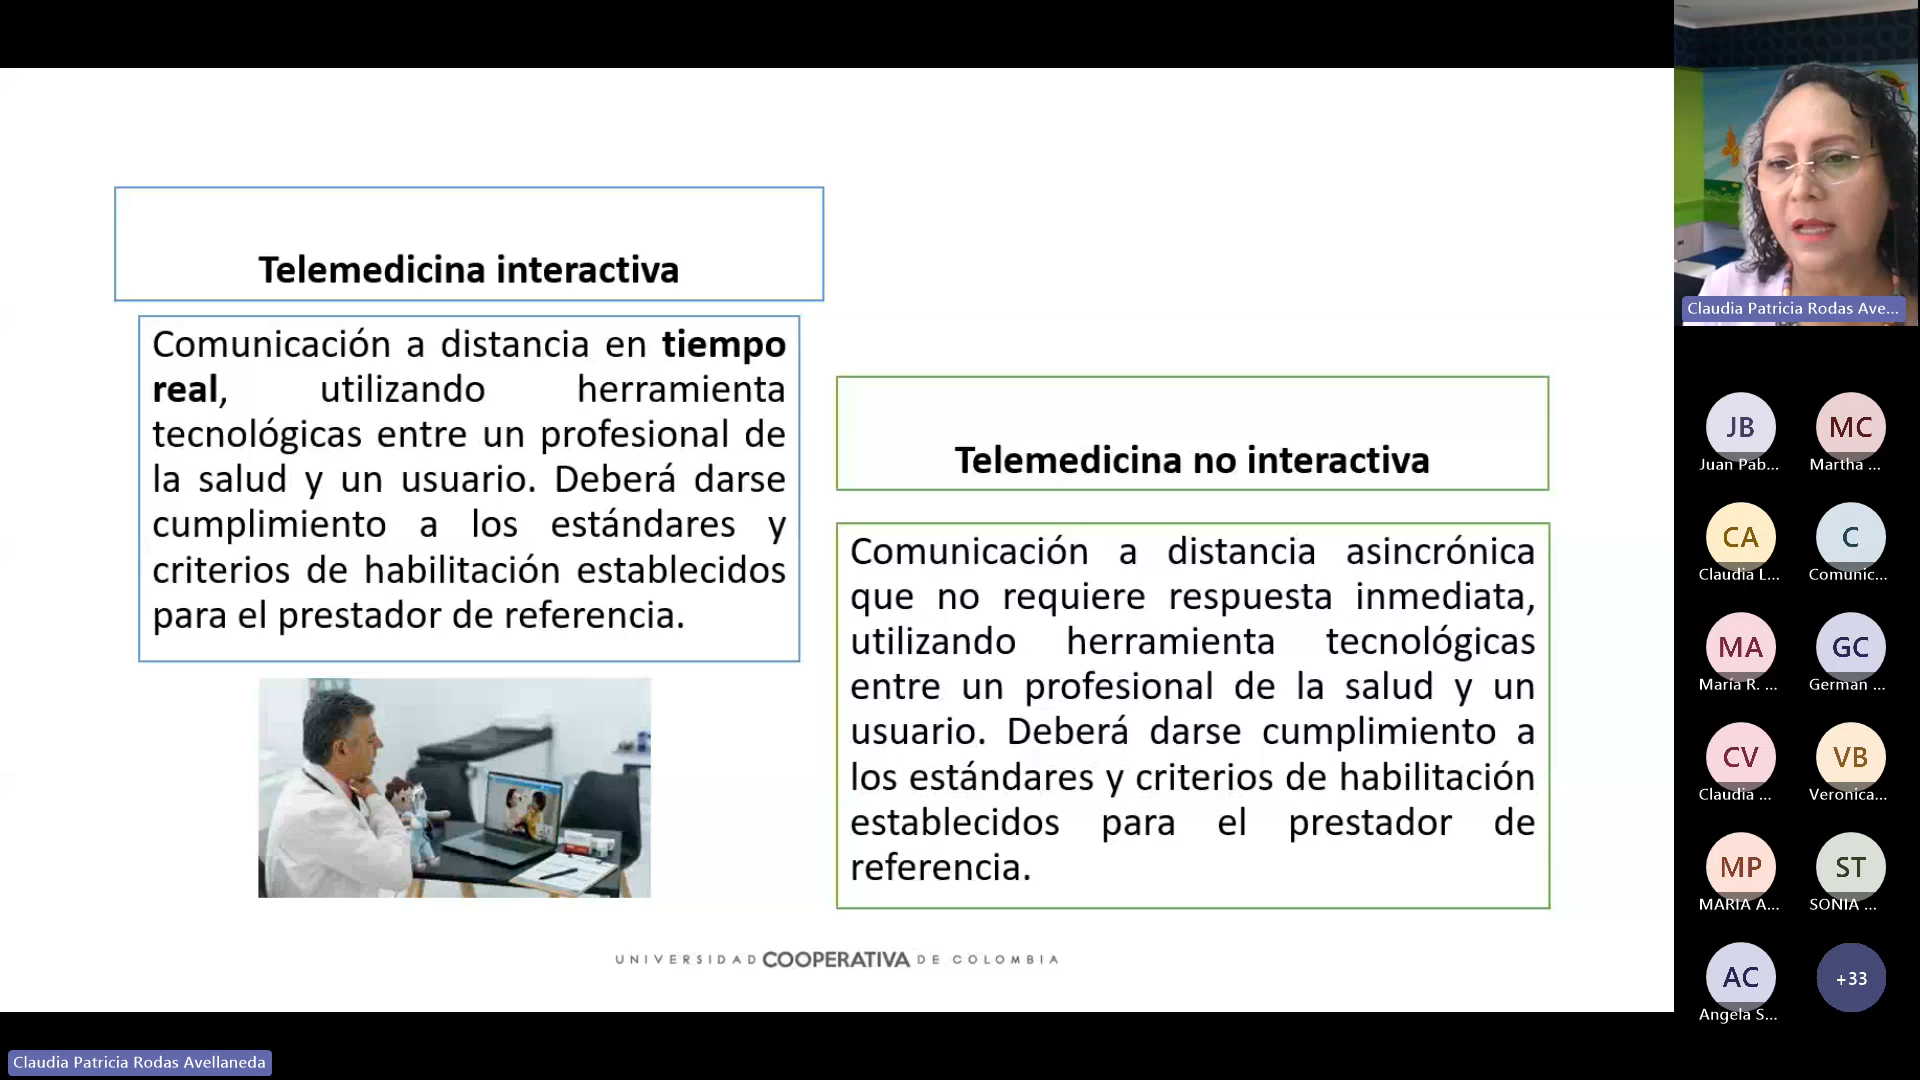 Telemedicina interactiva
Comunicación a distancia en tiempo
real, utilizando herramienta
tecnológicas entre un profesional de
la salud y un usuario. Deberá darse
cumplimiento a los estándares y
criterios de habilitación establecidos
para el prestador de referencia.
Telemedicina no interactiva
Comunicación a distancia asincrónica
que no requiere respuesta inmediata,
utilizando herramienta tecnológicas
entre un profesional de la salud y un
usuario. Deberá darse cumplimiento a
los estándares y criterios de habilitación
establecidos para el prestador de
referencia.
UNIVERSIDAD COOPERATIVA DE COLOMBIA
Claudia Patricia Rodas Avellaneda
Claudia Patricia Rodas Ave...
JB
Juan Pab...
MC
Martha ...
CA
Claudia L...
C
Comunic...
MA
María R. ...
GC
German ...
CV
Claudia ...
VB
Veronica...
MP
MARIA A...
ST
SONIA ...
AC
Angela S...
+33